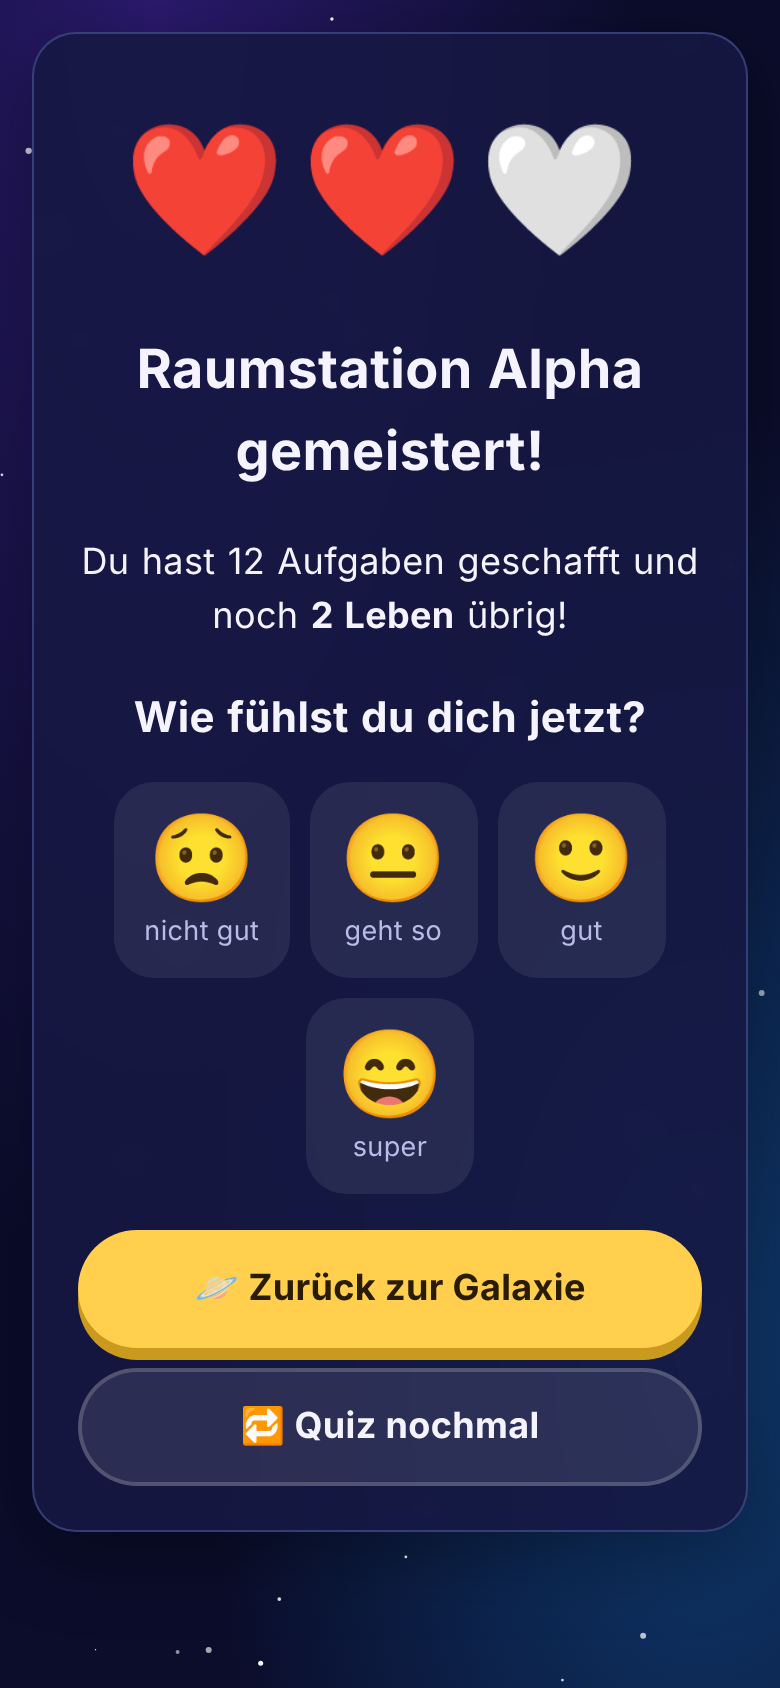 Raumstation Alpha
gemeistert!
Du hast 12 Aufgaben geschafft und
noch 2 Leben übrig!
Wie fühlst du dich jetzt?
nicht gut
geht so
gut
super
Zurück zur Galaxie
Quiz nochmal